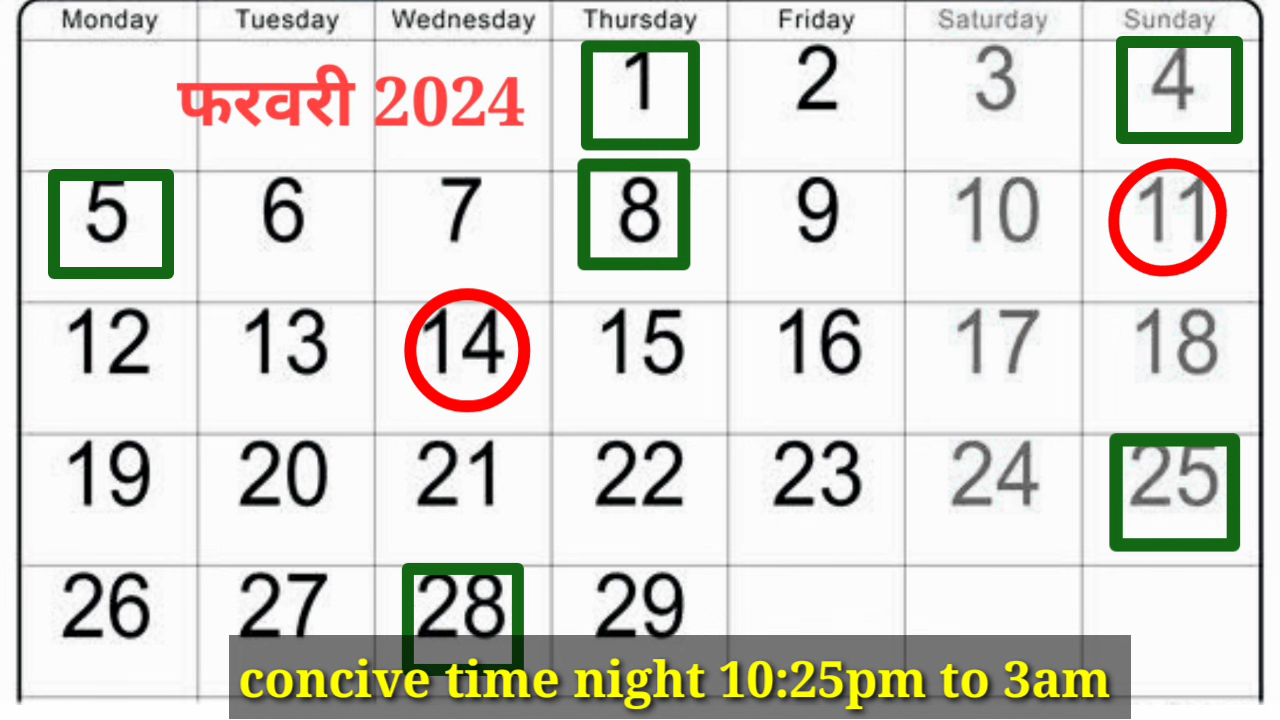 Monday Tuesday Wednesday Thursday Friday Saturday Sunday
फरवरी 2024 1 2 3 4
5 6 7 8 9 10 11
12 13 14 15 16 17 18
19 20 21 22 23 24 25
26 27 28 29
concive time night 10:25pm to 3am